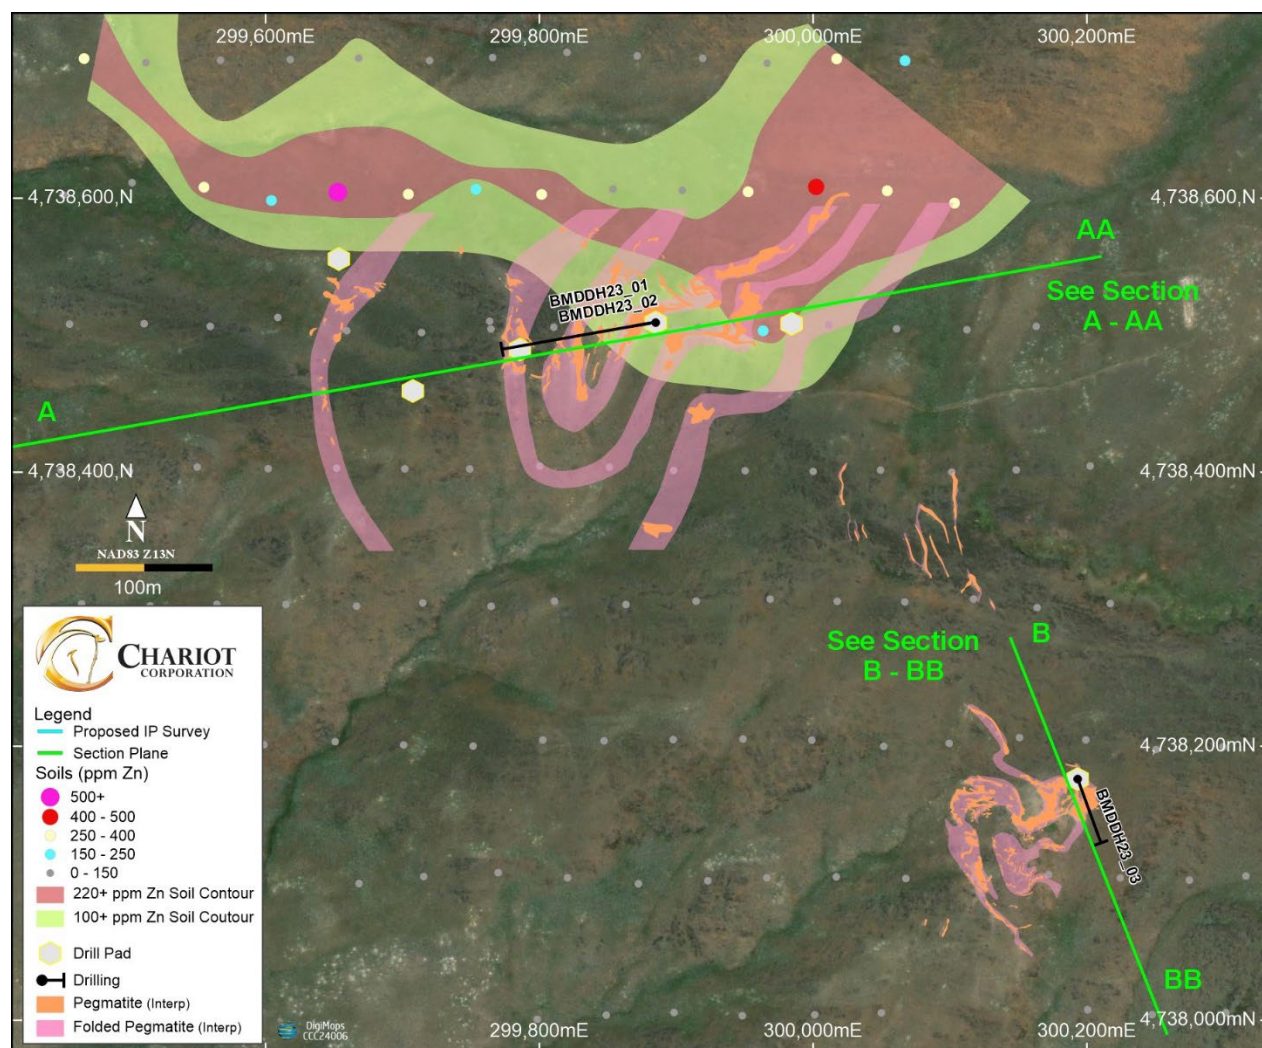 299,600mE
299,800mE
300,000mE
300,200mE
4,738,600,N
4,738,600,N
AA
See Section
A - AA
BMDDH23_01
BMDDH23_02
A
4,738,400,N
4,738,400mN
N
NAD83 Z13N
100m
See Section
B - BB
B
4,738,200mN
BMDDH23_03
BB
4,738,000mN
CHARIOT
CORPORATION
Legend
Proposed IP Survey
Section Plane
Soils (ppm Zn)
500+
400 - 500
250 - 400
150 - 250
0 - 150
220+ ppm Zn Soil Contour
100+ ppm Zn Soil Coutour
Drill Pad
Drilling
Pegmatite (Interp)
Folded Pegmatite (Interp)
DigiMaps
CCC24006
299,800mE
300,000mE
300,200mE